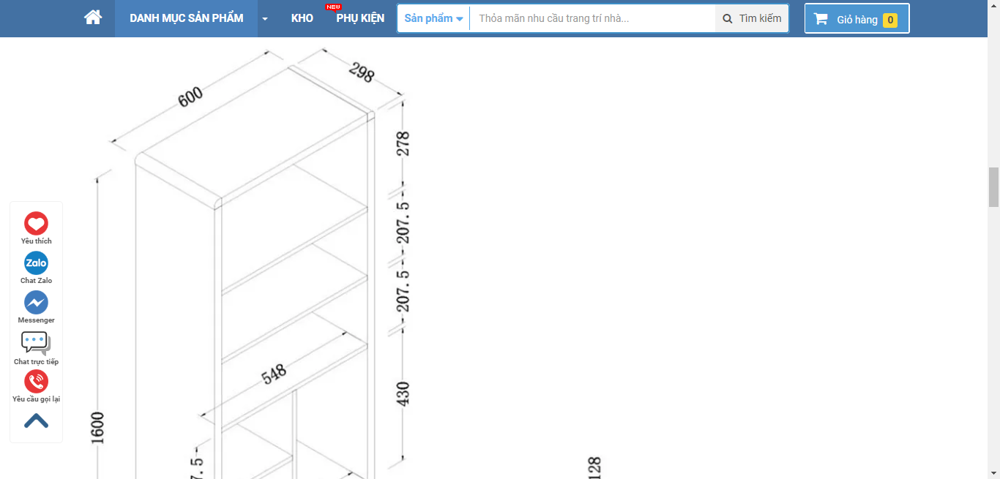 DANH MỤC SẢN PHẨM
KHO
NEW
PHỤ KIỆN
Sản phẩm
Thỏa mãn nhu cầu trang trí nhà...
Tìm kiếm
Giỏ hàng 0
600
298
278
207.5
207.5
548
430
1600
7.5
128
Yêu thích
Zalo
Chat Zalo
Messenger
Chat trực tiếp
Yêu cầu gọi lại